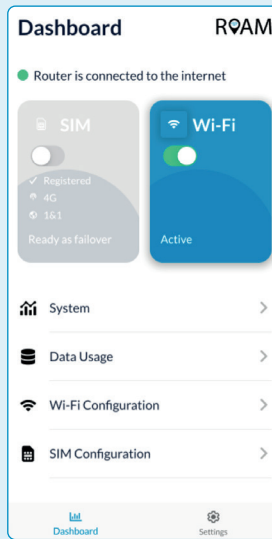 Dashboard
ROAM
Router is connected to the internet
SIM
Registered
4G
1&1
Ready as failover
Wi-Fi
Active
System
Data Usage
Wi-Fi Configuration
SIM Configuration
Dashboard
Settings